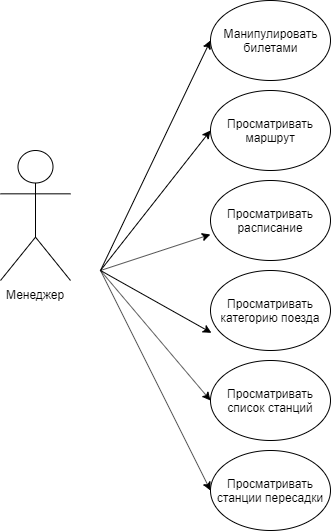 Манипулировать
билетами
Просматривать
маршрут
Просматривать
расписание
Менеджер
Просматривать
категорию поезда
Просматривать
список станций
Просматривать
станции пересадки